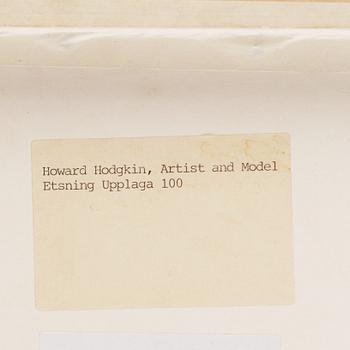 Howard Hodgkin, Artist and Model
Etsning Upplaga 100